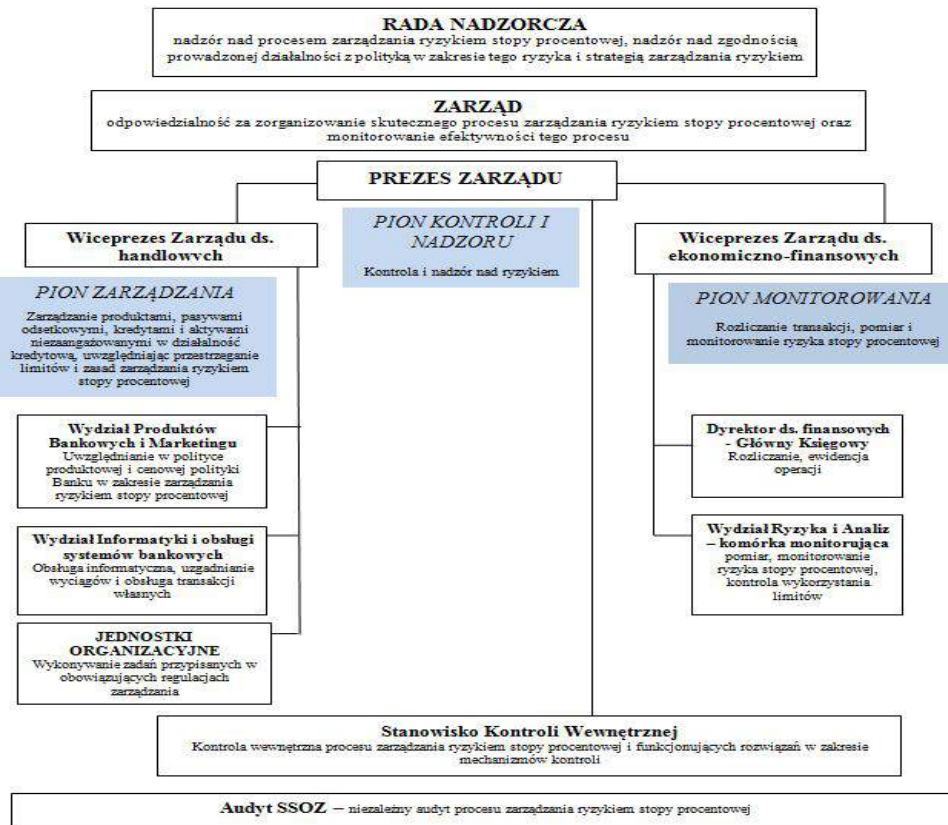 RADA NADZORCZA
nadzór nad procesem zarządzania ryzykiem stopy procentowej, nadzór nad zgodnością
prowadzonej działalności z polityką w zakresie tego ryzyka i strategią zarządzania ryzykiem
ZARZĄD
odpowiedzialność za zorganizowanie skutecznego procesu zarządzania ryzykiem stopy procentowej oraz
monitorowanie efektywności tego procesu
PREZES ZARZĄDU
Wiceprezes Zarządu ds.
handlowych
PION ZARZĄDZANIA
Zarządzanie produktami, pasywami
odsetkowymi, kredytami i aktywami
niezaangażowanymi w działalność
kredytową, uwzględniając przestrzeganie
limitów i zasad zarządzania ryzykiem
stopy procentowej
PION KONTROLI I
NADZORU
Kontrola i nadzór nad ryzykiem
Wiceprezes Zarządu ds.
ekonomiczno-finansowych
PION MONITOROWANIA
Rozliczanie transakcji, pomiar i
monitorowanie ryzyka stopy procentowej
Wydział Produktów
Bankowych i Marketingu
Uwzględnianie w polityce
produktowej i cenowej polityki
Banku w zakresie zarządzania
ryzykiem stopy procentowej
Wydział Informatyki i obsługi
systemów bankowych
Obsługa informatyczna, uzgadnianie
wyciągów i obsługa transakcji
własnych
JEDNOSTKI
ORGANIZACYJNE
Wykonywanie zadań przypisanych w
obowiązujących regulacjach
zarządzania
Dyrektor ds. finansowych
- Główny Księgowy
Rozliczanie, ewidencja
operacji
Wydział Ryzyka i Analiz
– komórka monitorująca
pomiar, monitorowanie
ryzyka stopy procentowej,
kontrola wykorzystania
limitów
Stanowisko Kontroli Wewnętrznej
Kontrola wewnętrzna procesu zarządzania ryzykiem stopy procentowej i funkcjonujących rozwiązań w zakresie
mechanizmów kontroli
Audyt SSOZ – niezależny audyt procesu zarządzania ryzykiem stopy procentowej